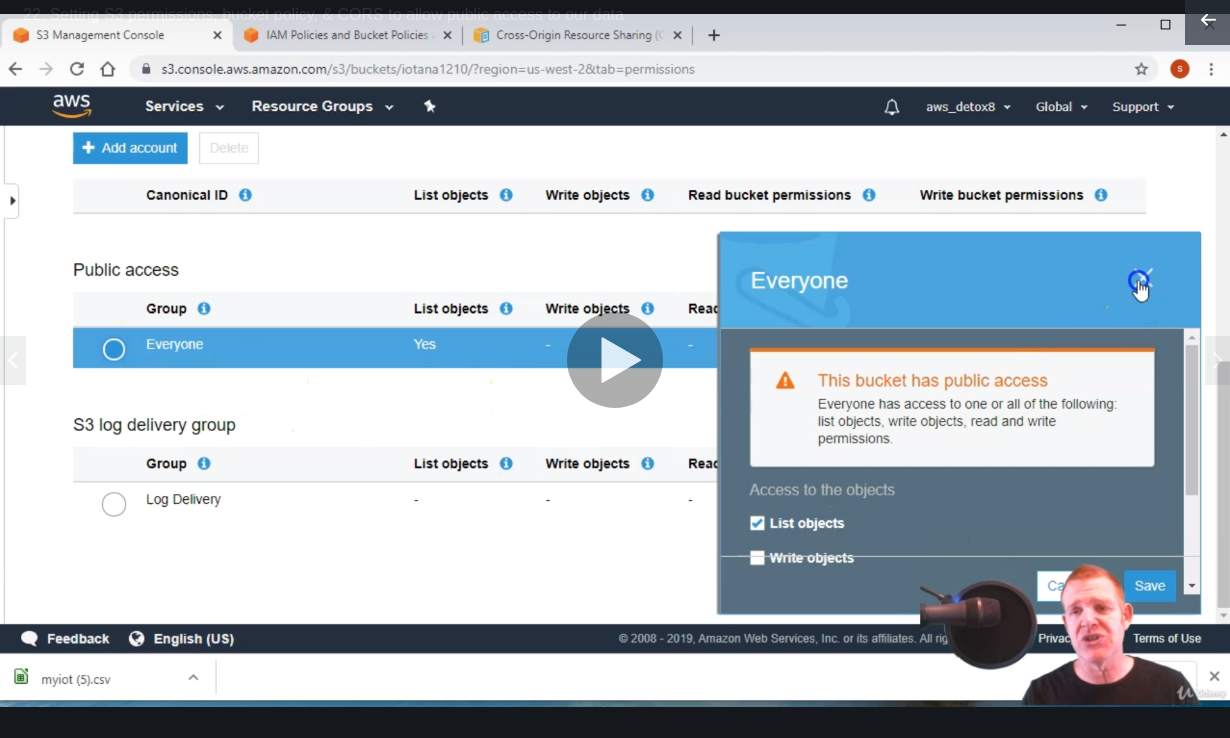 22. Setting S3 permissions, bucket policy, & CORS to allow public access to our data
S3 Management Console
IAM Policies and Bucket Policies
Cross-Origin Resource Sharing (
s3.console.aws.amazon.com/s3/buckets/iotana1210/?region=us-west-2&tab=permissions
S
aws
Services
Resource Groups
aws_detox8
Global
Support
+ Add account
Delete
Canonical ID
List objects
Write objects
Read bucket permissions
Write bucket permissions
Public access
Group
List objects
Write objects
Read
Everyone
Yes
-
-
S3 log delivery group
Group
List objects
Write objects
Read
Log Delivery
-
-
-
Everyone
This bucket has public access
Everyone has access to one or all of the following:
list objects, write objects, read and write
permissions.
Access to the objects
List objects
Write objects
Ca
Save
Feedback
English (US)
© 2008 - 2019, Amazon Web Services, Inc. or its affiliates. All rig
Privac
Terms of Use
myiot (5).csv
Udemy